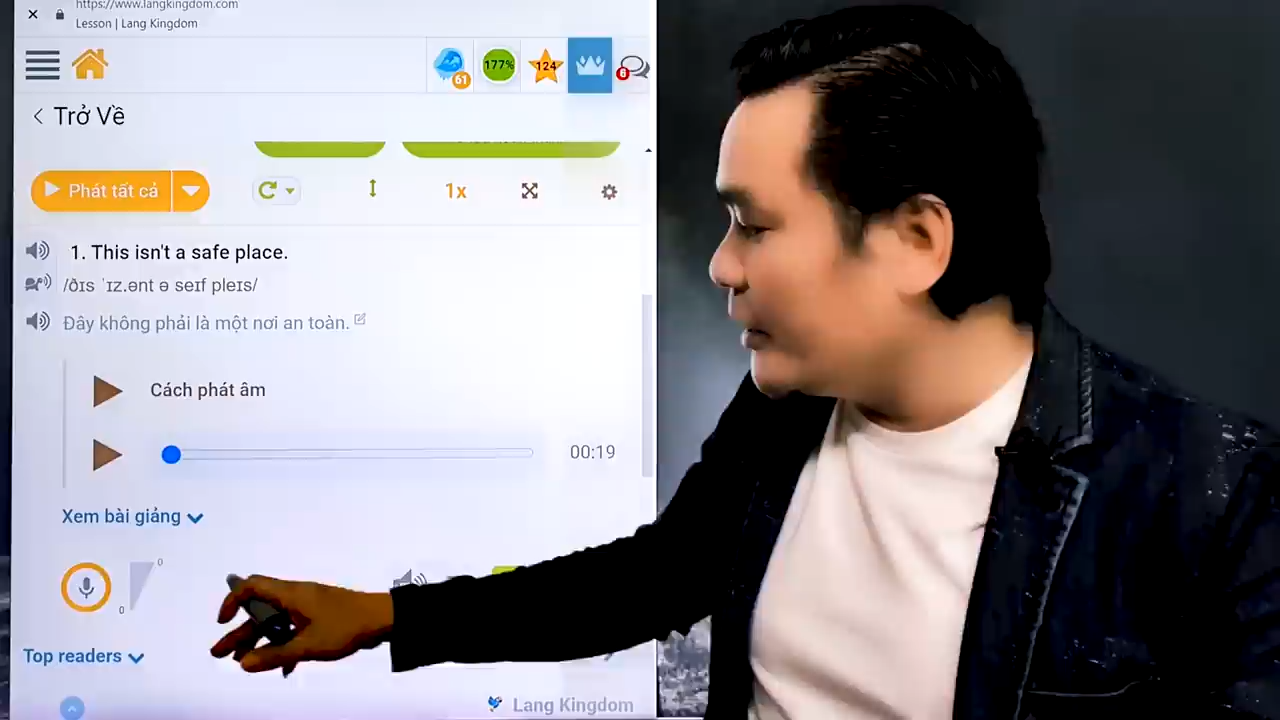 https://www.langkingdom.com
Lesson | Lang Kingdom
61
177%
124
6
Trở Về
Phát tất cả
1x
1. This isn't a safe place.
/ðɪs ˈɪz.ənt ə seɪf pleɪs/
Đây không phải là một nơi an toàn.
Cách phát âm
00:19
Xem bài giảng
0
0
Top readers
Lang Kingdom